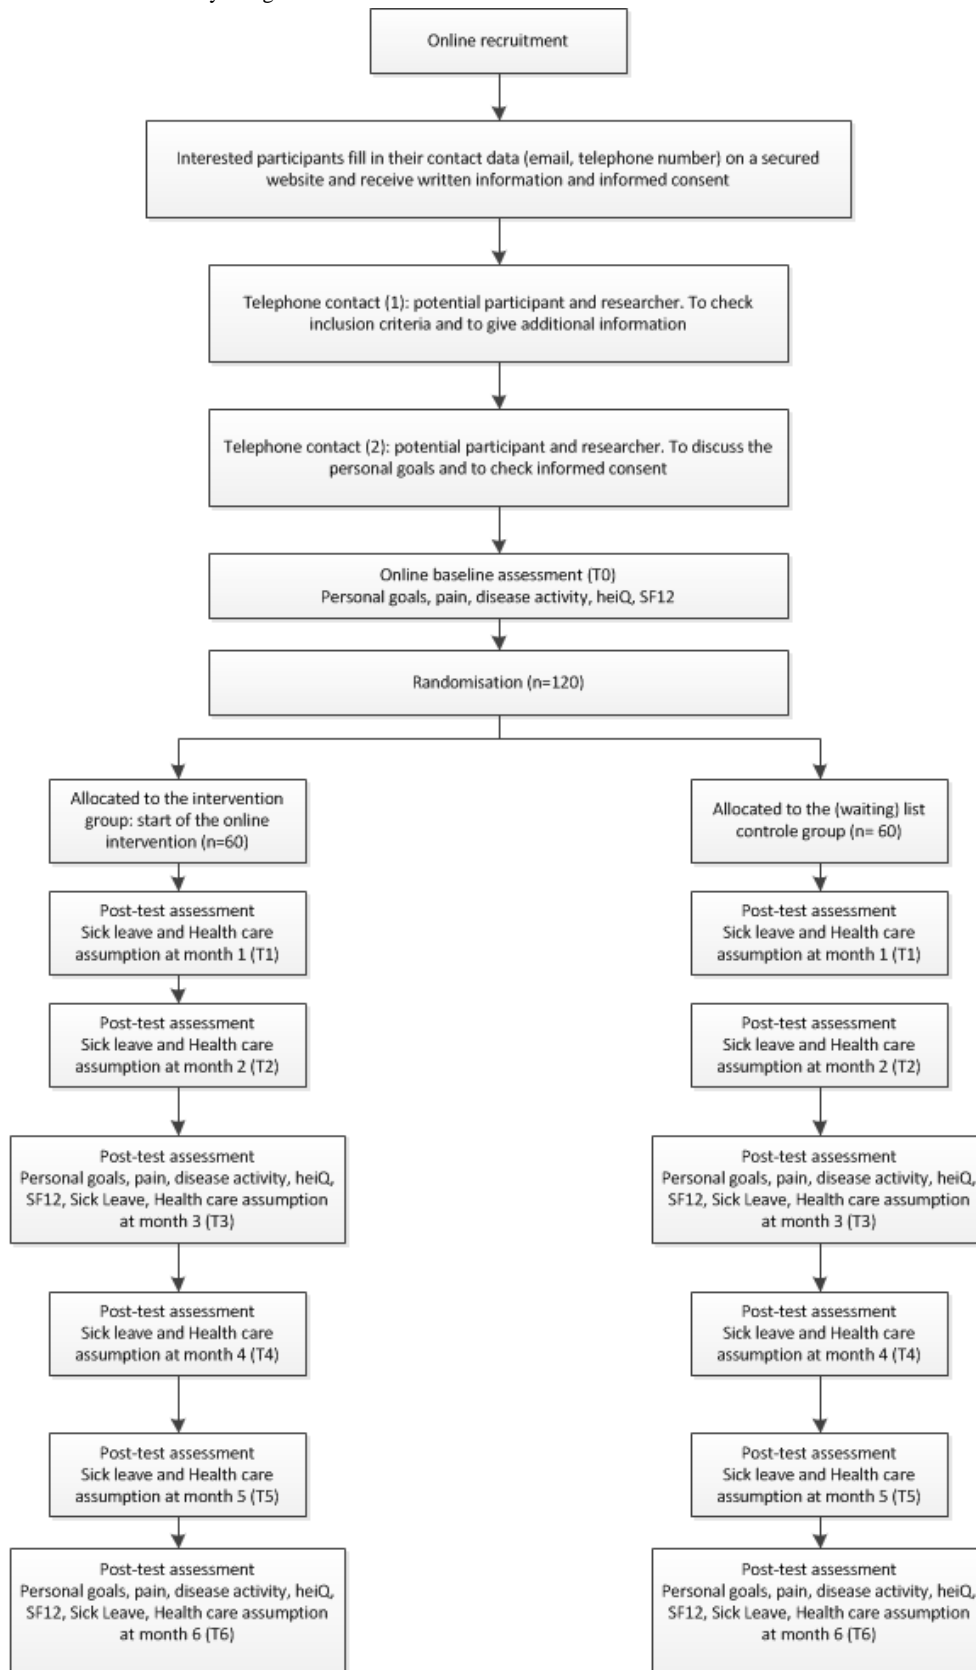 Online recruitment
Interested participants fill in their contact data (email, telephone number) on a secured
website and receive written information and informed consent
Telephone contact (1): potential participant and researcher. To check
inclusion criteria and to give additional information
Telephone contact (2): potential participant and researcher. To discuss the
personal goals and to check informed consent
Online baseline assessment (T0)
Personal goals, pain, disease activity, heiQ, SF12
Randomisation (n=120)
Allocated to the intervention
group: start of the online
intervention (n=60)
Allocated to the (waiting) list
controle group (n= 60)
Post-test assessment
Sick leave and Health care
assumption at month 1 (T1)
Post-test assessment
Sick leave and Health care
assumption at month 1 (T1)
Post-test assessment
Sick leave and Health care
assumption at month 2 (T2)
Post-test assessment
Sick leave and Health care
assumption at month 2 (T2)
Post-test assessment
Personal goals, pain, disease activity, heiQ,
SF12, Sick Leave, Health care assumption
at month 3 (T3)
Post-test assessment
Personal goals, pain, disease activity, heiQ,
SF12, Sick Leave, Health care assumption
at month 3 (T3)
Post-test assessment
Sick leave and Health care
assumption at month 4 (T4)
Post-test assessment
Sick leave and Health care
assumption at month 4 (T4)
Post-test assessment
Sick leave and Health care
assumption at month 5 (T5)
Post-test assessment
Sick leave and Health care
assumption at month 5 (T5)
Post-test assessment
Personal goals, pain, disease activity, heiQ,
SF12, Sick Leave, Health care assumption
at month 6 (T6)
Post-test assessment
Personal goals, pain, disease activity, heiQ,
SF12, Sick Leave, Health care assumption
at month 6 (T6)